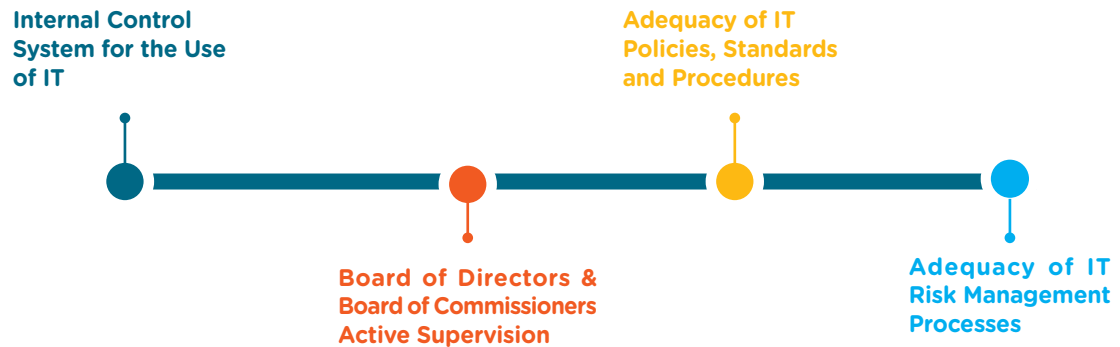 Internal Control
System for the Use
of IT
Board of Directors &
Board of Commissioners
Active Supervision
Adequacy of IT
Policies, Standards
and Procedures
Adequacy of IT
Risk Management
Processes